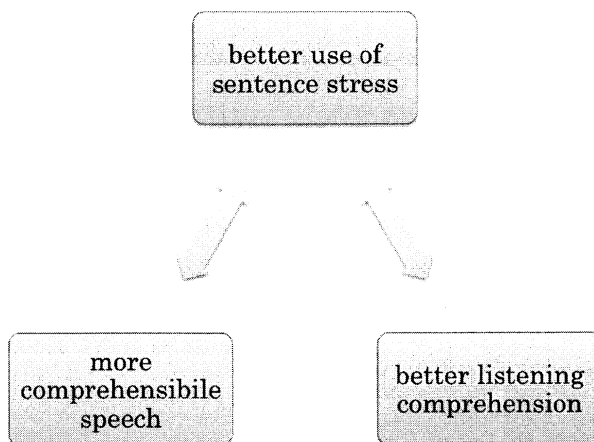 better use of
sentence stress
more
comprehensibile
speech
better listening
comprehension